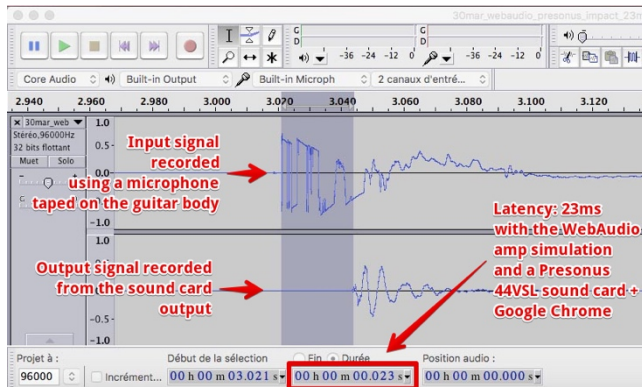 30mar_webaudio_presonus_impact_23m
G
D
G
D
-36 -24 -12 0
-36 -24 -12 0
Core Audio
Built-in Output
Built-in Microph
2 canaux d'entré...
2.940 2.960 2.980 3.000 3.020 3.040 3.060 3.080 3.100 3.120
× 30mar_web
Stéréo,96000Hz
32 bits flottant
Muet Solo
- +
1.0
0.5-
0.0-
-1.0
1.0
-0.5-
-1.0
Input signal
recorded
using a microphone
taped on the guitar body
Output signal recorded
from the sound card
output
Latency: 23ms
with the WebAudio
amp simulation
and a Presonus
44VSL sound card +
Google Chrome
Projet à :
96000
Incrément...
Début de la sélection
00 h 00 m 03.021 s
Fin Durée
00 h 00 m 00.023 s
Position audio :
00 h 00 m 00.000 s